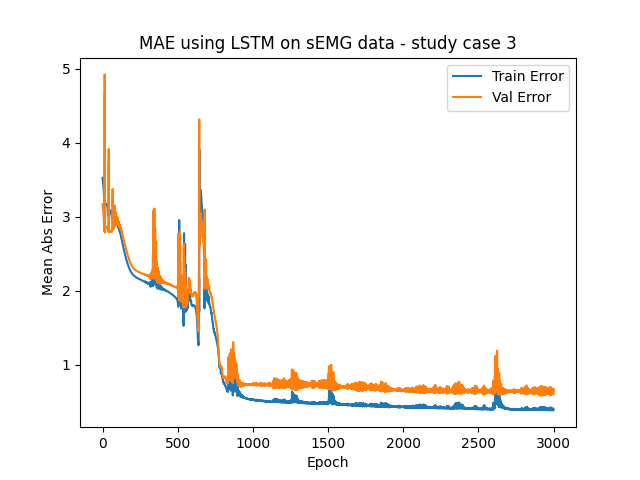 MAE using LSTM on sEMG data - study case 3
Train Error
Val Error
Mean Abs Error
5
4
3
2
1
0
500
1000
1500
2000
2500
3000
Epoch